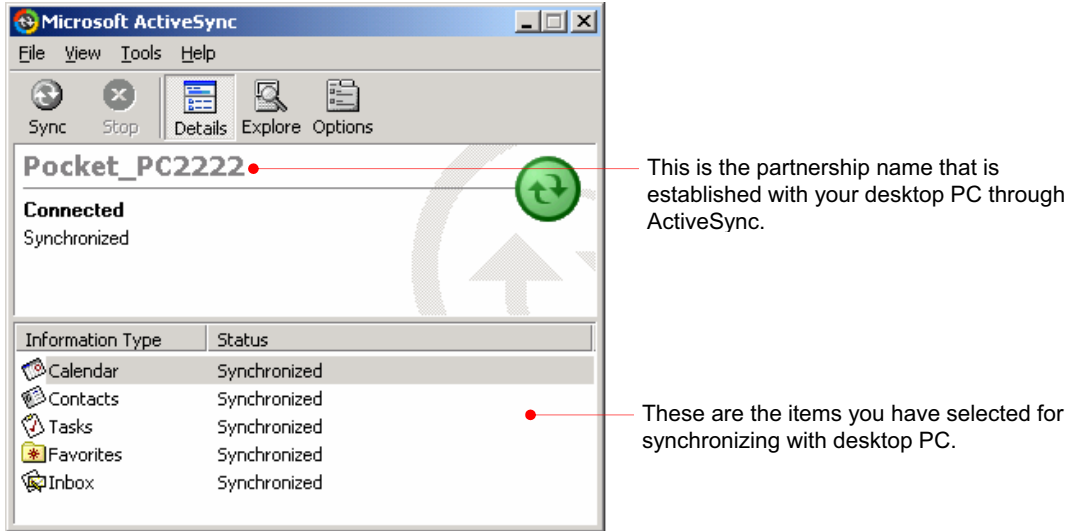 Microsoft ActiveSync
File View Tools Help
Sync Stop Details Explore Options
Pocket_PC2222
Connected
Synchronized
This is the partnership name that is
established with your desktop PC through
ActiveSync.
Information Type Status
Calendar Synchronized
Contacts Synchronized
Tasks Synchronized
Favorites Synchronized
Inbox Synchronized
These are the items you have selected for
synchronizing with desktop PC.